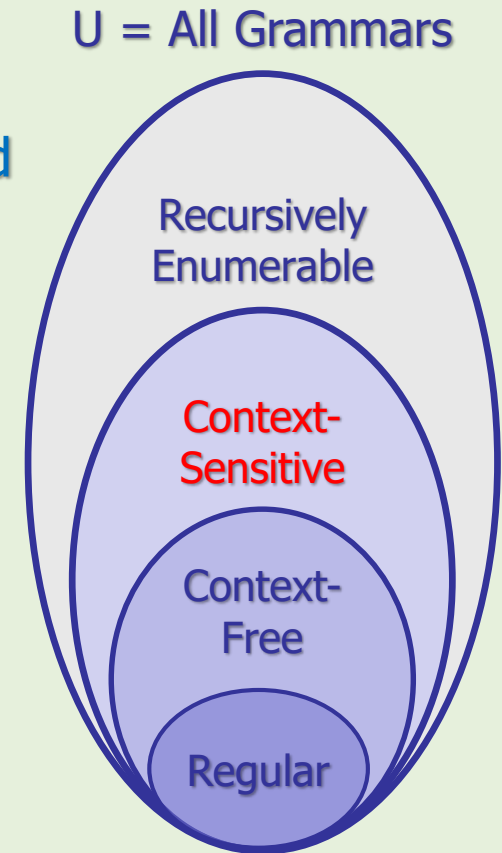 U = All Grammars
Recursively
Enumerable
Context-
Sensitive
Context-
Free
Regular